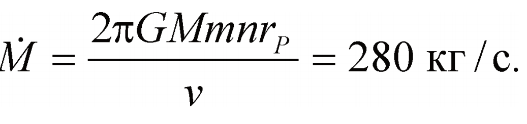 Ṁ = 2πGMmnr_P / v = 280 кг / с.